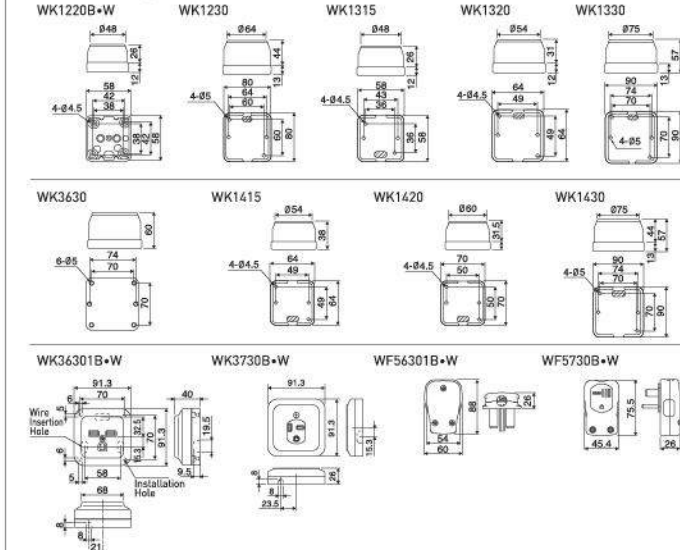 WK1220B•W WK1230 WK1315 WK1320 WK1330
Ø48 Ø64 Ø48 Ø54 Ø75
26 12 44 13 26 12 31 12 57 13
58 80 58 64 90
42 64 43 49 74
38 60 36 70
4-Ø4.5 4-Ø5 4-Ø4.5 4-Ø4.5 4-Ø5
38 42 58 60 80 36 58 49 64 70 90
WK3630 WK1415 WK1420 WK1430
Ø54 Ø60 Ø75
60 38 31.5 44 57 13
74 64 70 90
70 49 50 74
70
6-Ø5 4-Ø4.5 4-Ø4.5 4-Ø5
70 49 64 50 70 70 90
WK36301B•W WK3730B•W WF56301B•W WF5730B•W
91.3 40 91.3
6 70
5 32.5 70 91.3 19.5 91.3 15.3 88 26 75.5
Wire
Insertion
Hole
6 15.3
5 58 9.5 54 45.4 26
60
Installation
Hole
68 8 26
8
23.5
8
8
21